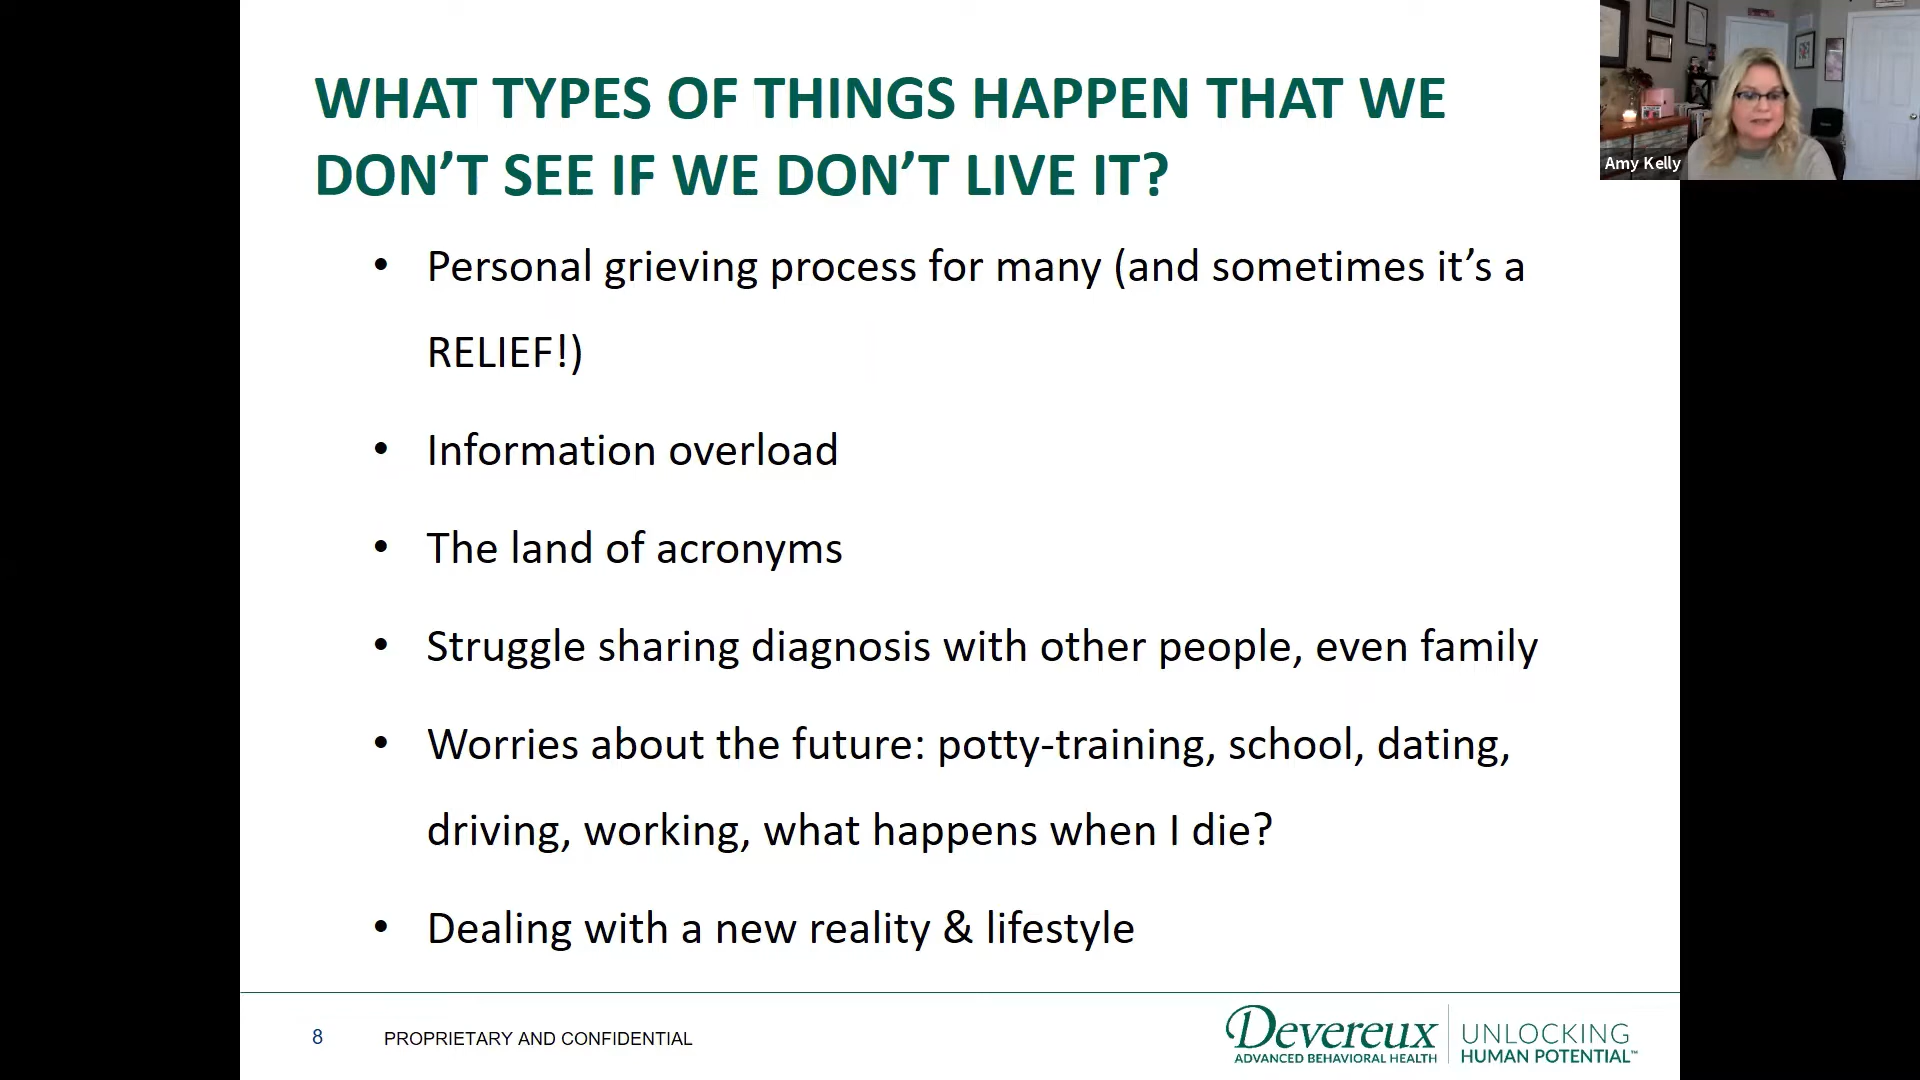 WHAT TYPES OF THINGS HAPPEN THAT WE
DON'T SEE IF WE DON'T LIVE IT?
• Personal grieving process for many (and sometimes it's a
RELIEF!)
• Information overload
• The land of acronyms
• Struggle sharing diagnosis with other people, even family
• Worries about the future: potty-training, school, dating,
driving, working, what happens when I die?
• Dealing with a new reality & lifestyle
8 PROPRIETARY AND CONFIDENTIAL
Devereux
ADVANCED BEHAVIORAL HEALTH
UNLOCKING
HUMAN POTENTIAL™
Amy Kelly